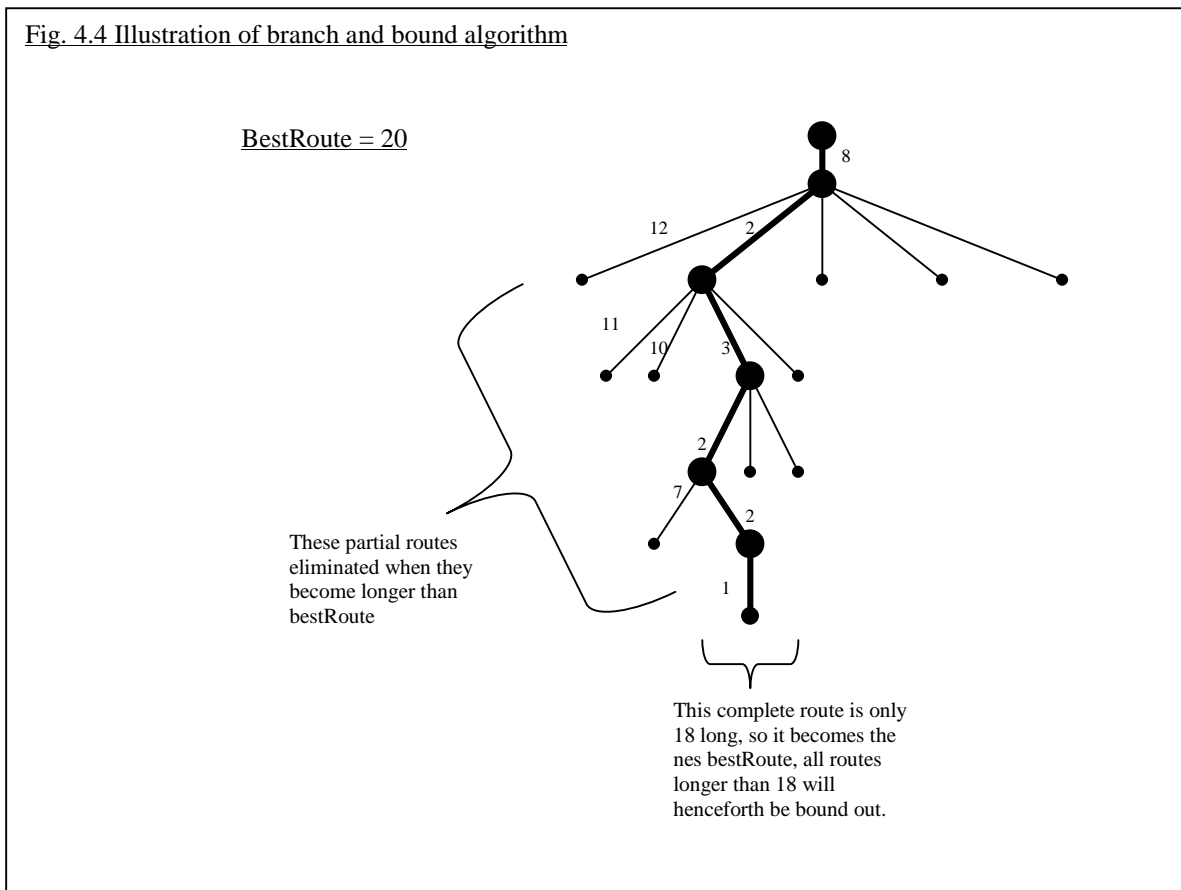 Fig. 4.4 Illustration of branch and bound algorithm
BestRoute = 20
8
12
2
11
10
3
2
7
2
1
These partial routes
eliminated when they
become longer than
bestRoute
This complete route is only
18 long, so it becomes the
nes bestRoute, all routes
longer than 18 will
henceforth be bound out.